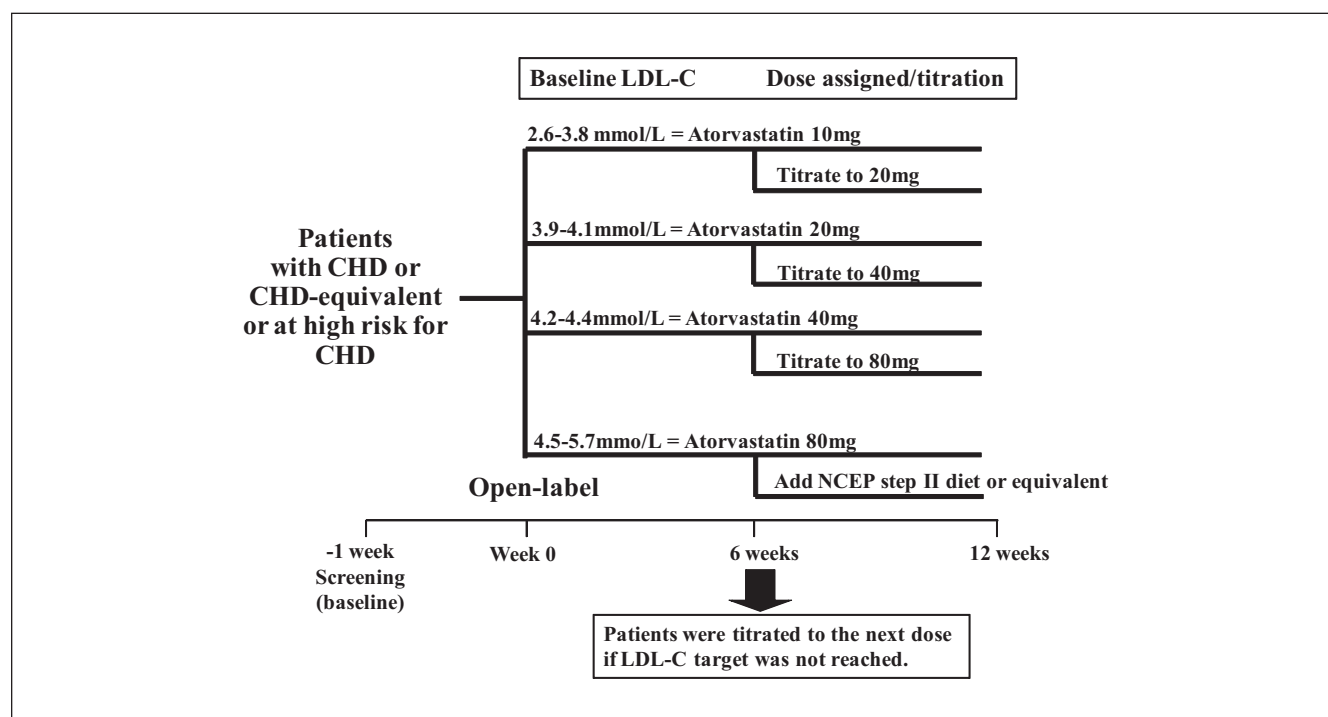 Baseline LDL-C Dose assigned/titration
2.6-3.8 mmol/L = Atorvastatin 10mg
Titrate to 20mg
3.9-4.1mmol/L = Atorvastatin 20mg
Titrate to 40mg
Patients
with CHD or
CHD-equivalent
or at high risk for
CHD
4.2-4.4mmol/L = Atorvastatin 40mg
Titrate to 80mg
4.5-5.7mmo/L = Atorvastatin 80mg
Add NCEP step II diet or equivalent
Open-label
-1 week
Screening
(baseline)
Week 0
6 weeks
12 weeks
Patients were titrated to the next dose
if LDL-C target was not reached.